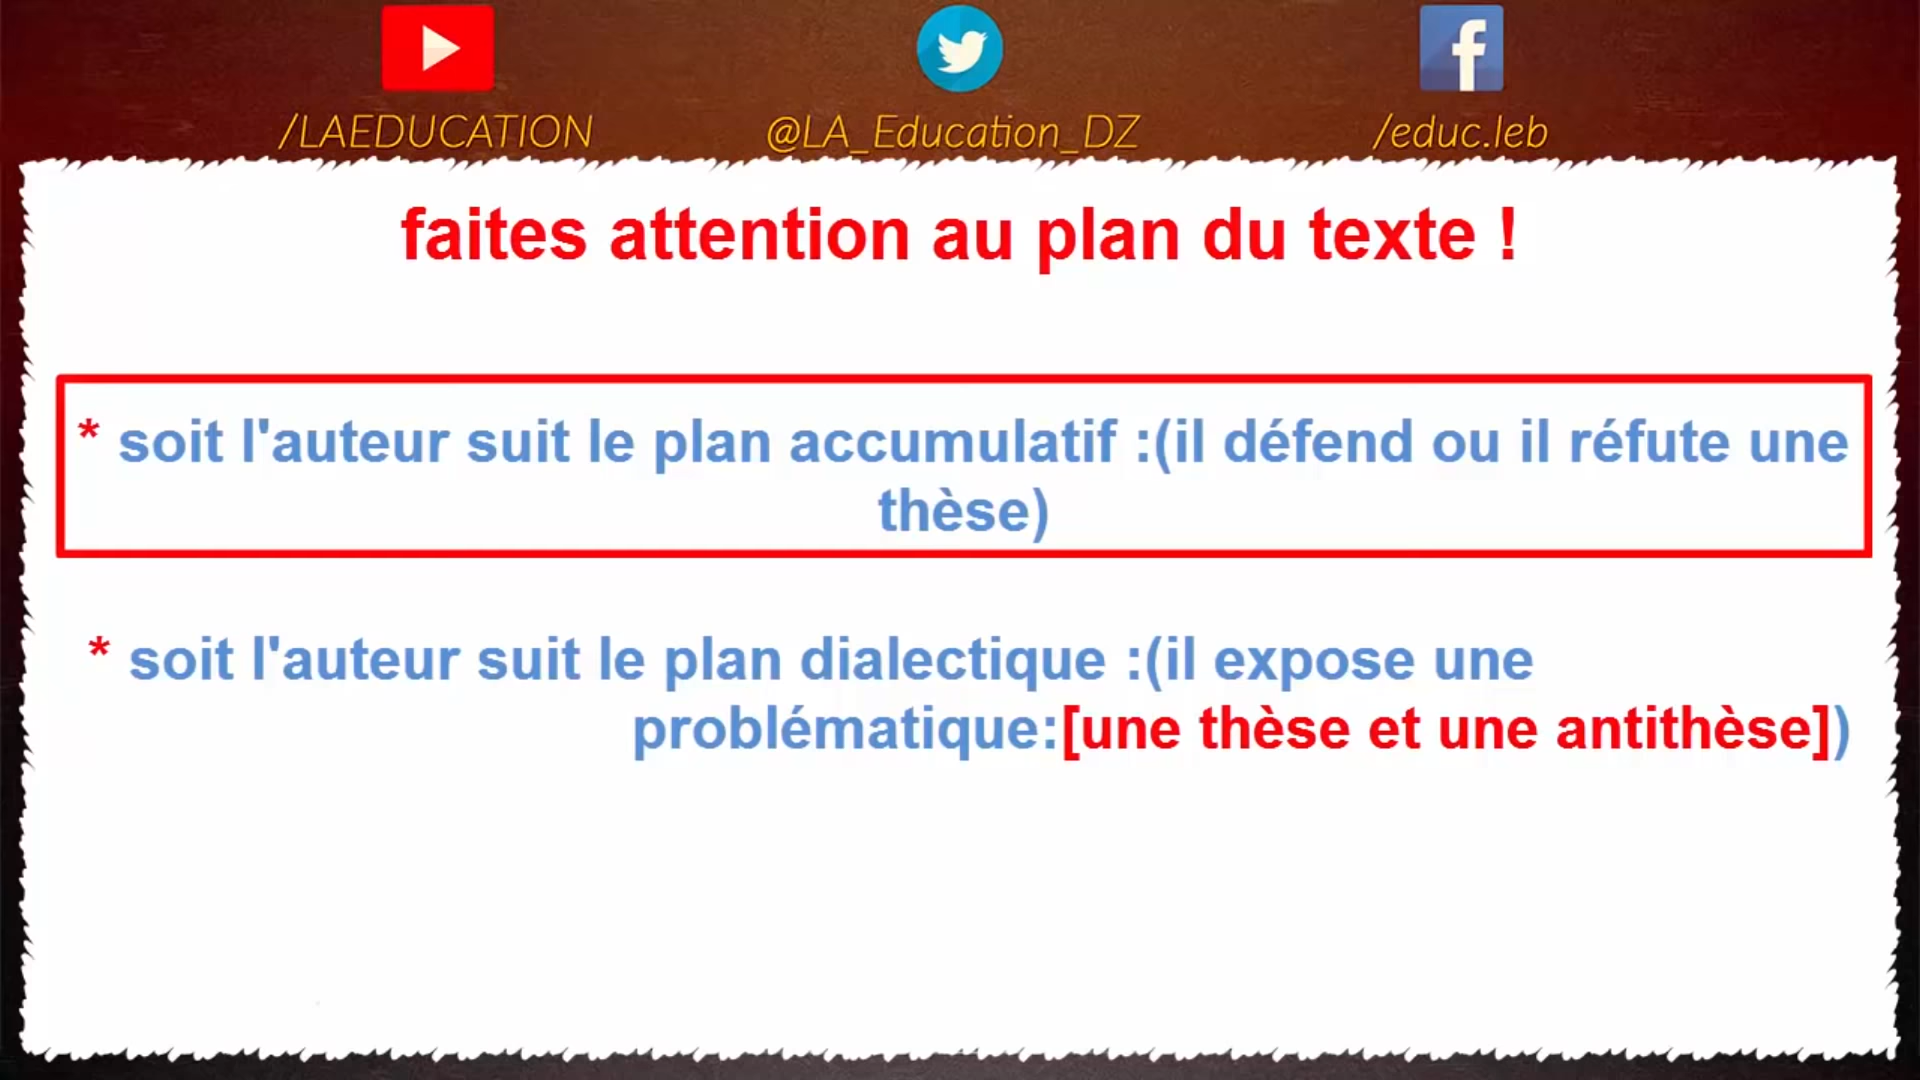 /LAEDUCATION
@LA_Education_DZ
/educ.leb
faites attention au plan du texte !
* soit l'auteur suit le plan accumulatif :(il défend ou il réfute une
thèse)
* soit l'auteur suit le plan dialectique :(il expose une
problématique:[une thèse et une antithèse])